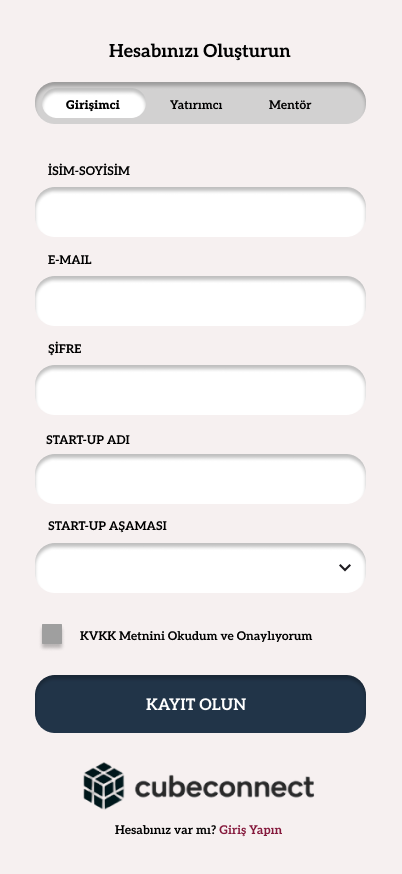 Hesabınızı Oluşturun
Girişimci Yatırımcı Mentör
İSİM-SOYİSİM
E-MAIL
ŞİFRE
START-UP ADI
START-UP AŞAMASI
KVKK Metnini Okudum ve Onaylıyorum
KAYIT OLUN
cubeconnect
Hesabınız var mı? Giriş Yapın